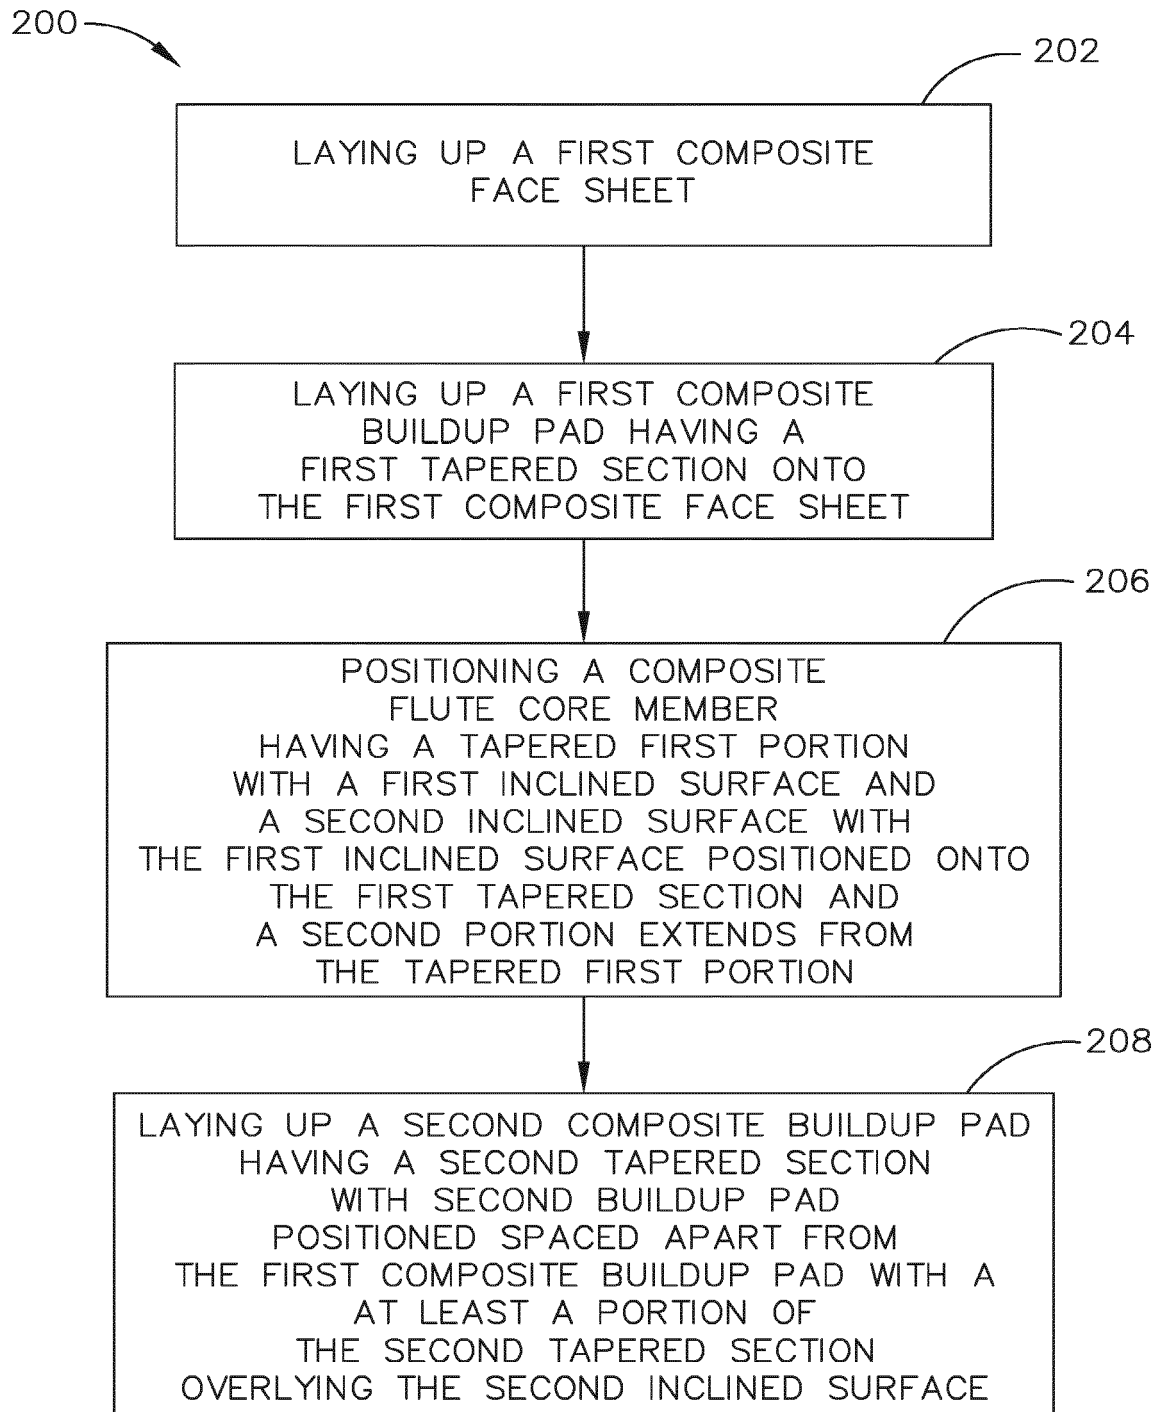 200
202
LAYING UP A FIRST COMPOSITE
FACE SHEET
204
LAYING UP A FIRST COMPOSITE
BUILDUP PAD HAVING A
FIRST TAPERED SECTION ONTO
THE FIRST COMPOSITE FACE SHEET
206
POSITIONING A COMPOSITE
FLUTE CORE MEMBER
HAVING A TAPERED FIRST PORTION
WITH A FIRST INCLINED SURFACE AND
A SECOND INCLINED SURFACE WITH
THE FIRST INCLINED SURFACE POSITIONED ONTO
THE FIRST TAPERED SECTION AND
A SECOND PORTION EXTENDS FROM
THE TAPERED FIRST PORTION
208
LAYING UP A SECOND COMPOSITE BUILDUP PAD
HAVING A SECOND TAPERED SECTION
WITH SECOND BUILDUP PAD
POSITIONED SPACED APART FROM
THE FIRST COMPOSITE BUILDUP PAD WITH A
AT LEAST A PORTION OF
THE SECOND TAPERED SECTION
OVERLYING THE SECOND INCLINED SURFACE